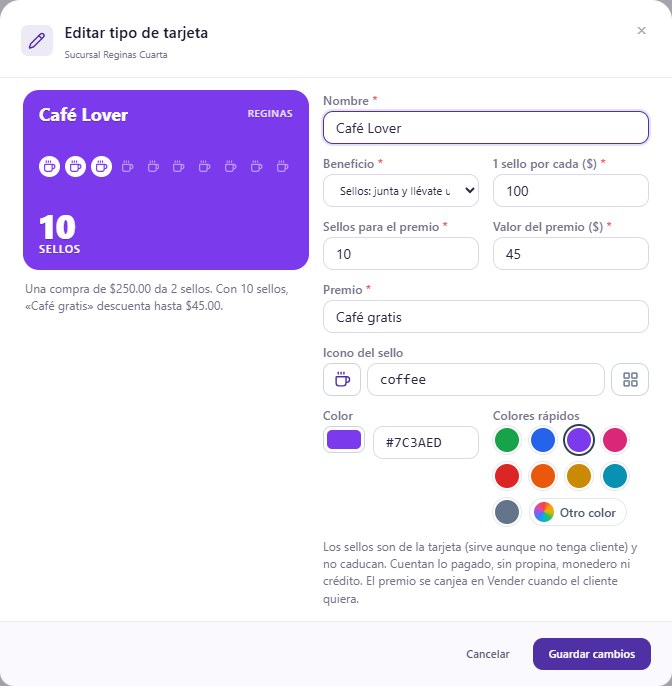 Editar tipo de tarjeta
Sucursal Reginas Cuarta
Café Lover
REGINAS
10
SELLOS
Una compra de $250.00 da 2 sellos. Con 10 sellos,
«Café gratis» descuenta hasta $45.00.
Nombre *
Café Lover
Beneficio *
1 sello por cada ($) *
Sellos: junta y llévate u
100
Sellos para el premio *
Valor del premio ($) *
10
45
Premio *
Café gratis
Icono del sello
coffee
Color
Colores rápidos
#7C3AED
Otro color
Los sellos son de la tarjeta (sirve aunque no tenga cliente) y
no caducan. Cuentan lo pagado, sin propina, monedero ni
crédito. El premio se canjea en Vender cuando el cliente
quiera.
Cancelar
Guardar cambios